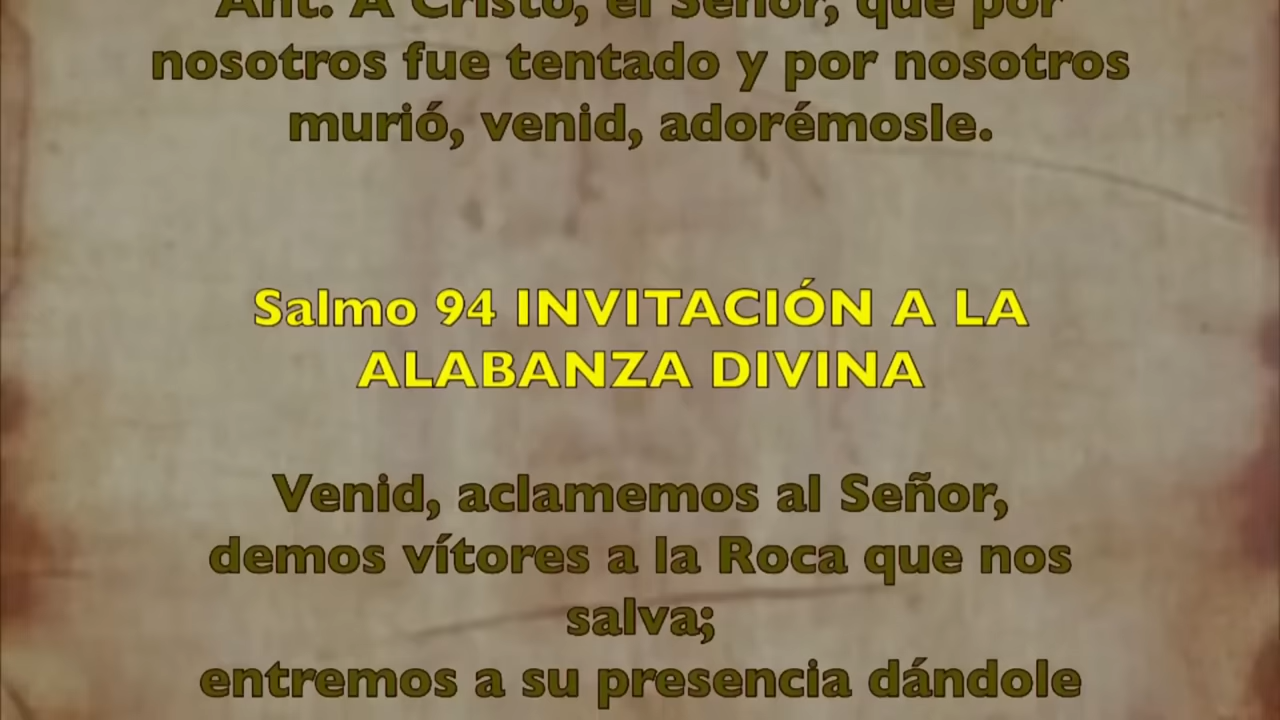 Ant. A Cristo, el Señor, que por
nosotros fue tentado y por nosotros
murió, venid, adorémosle.
Salmo 94 INVITACIÓN A LA
ALABANZA DIVINA
Venid, aclamemos al Señor,
demos vítores a la Roca que nos
salva;
entremos a su presencia dándole